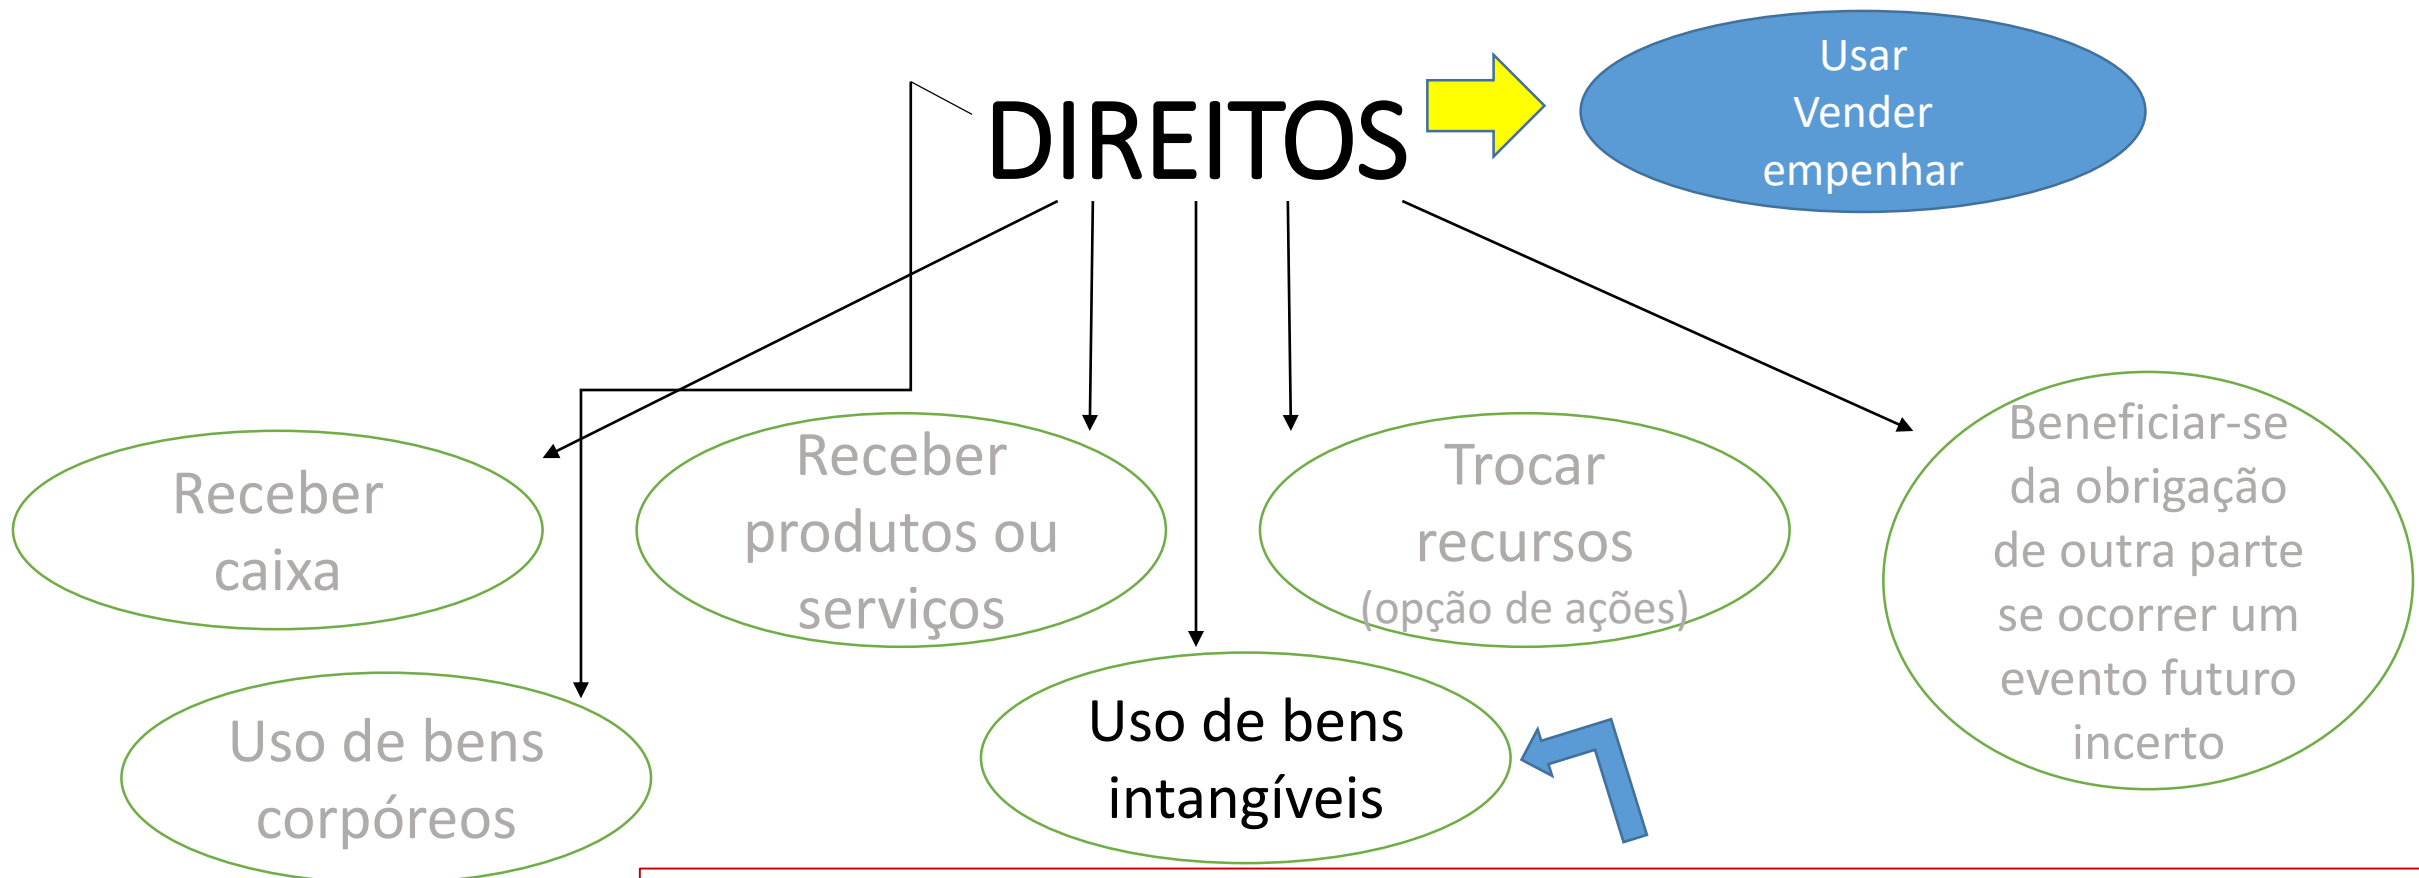 DIREITOS
Usar
Vender
empenhar
Receber
caixa
Receber
produtos ou
serviços
Trocar
recursos
(opção de ações)
Beneficiar-se
da obrigação
de outra parte
se ocorrer um
evento futuro
incerto
Uso de bens
corpóreos
Uso de bens
intangíveis